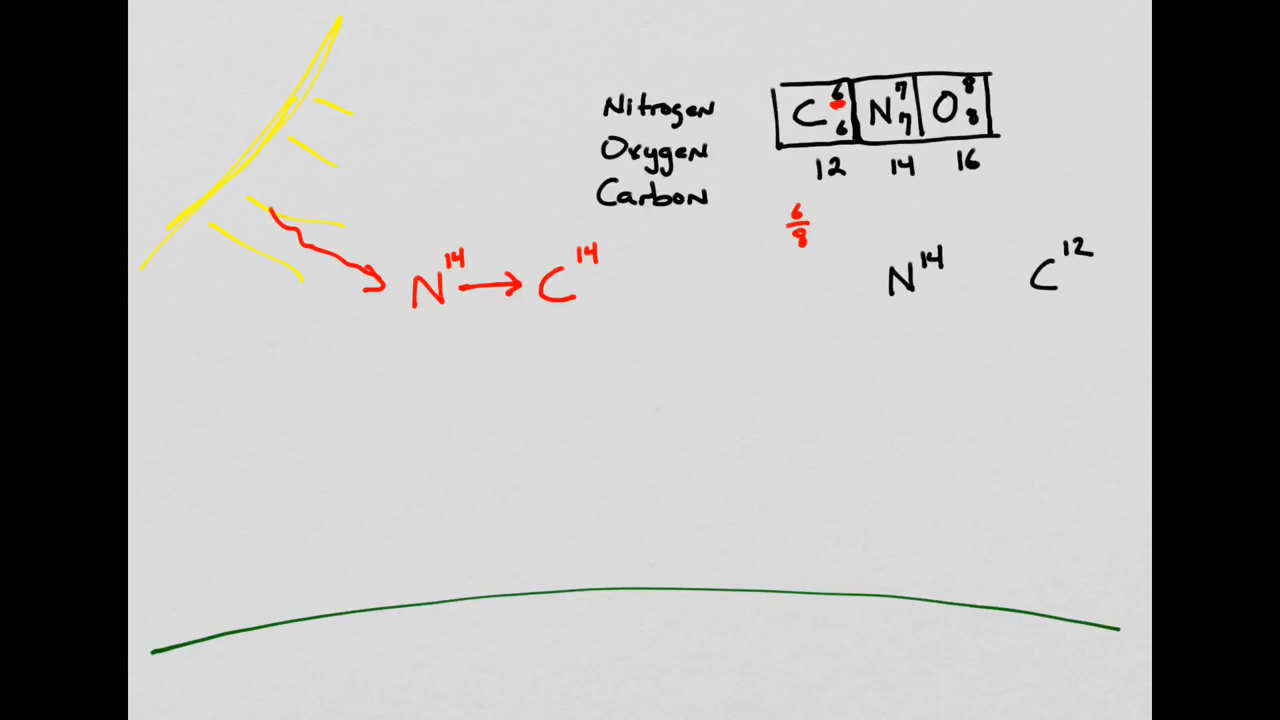 Nitrogen
Oxygen
Carbon
C 6 6 N 7 7 O 8 8
12 14 16
6
8
N14 → C14
N14 C12